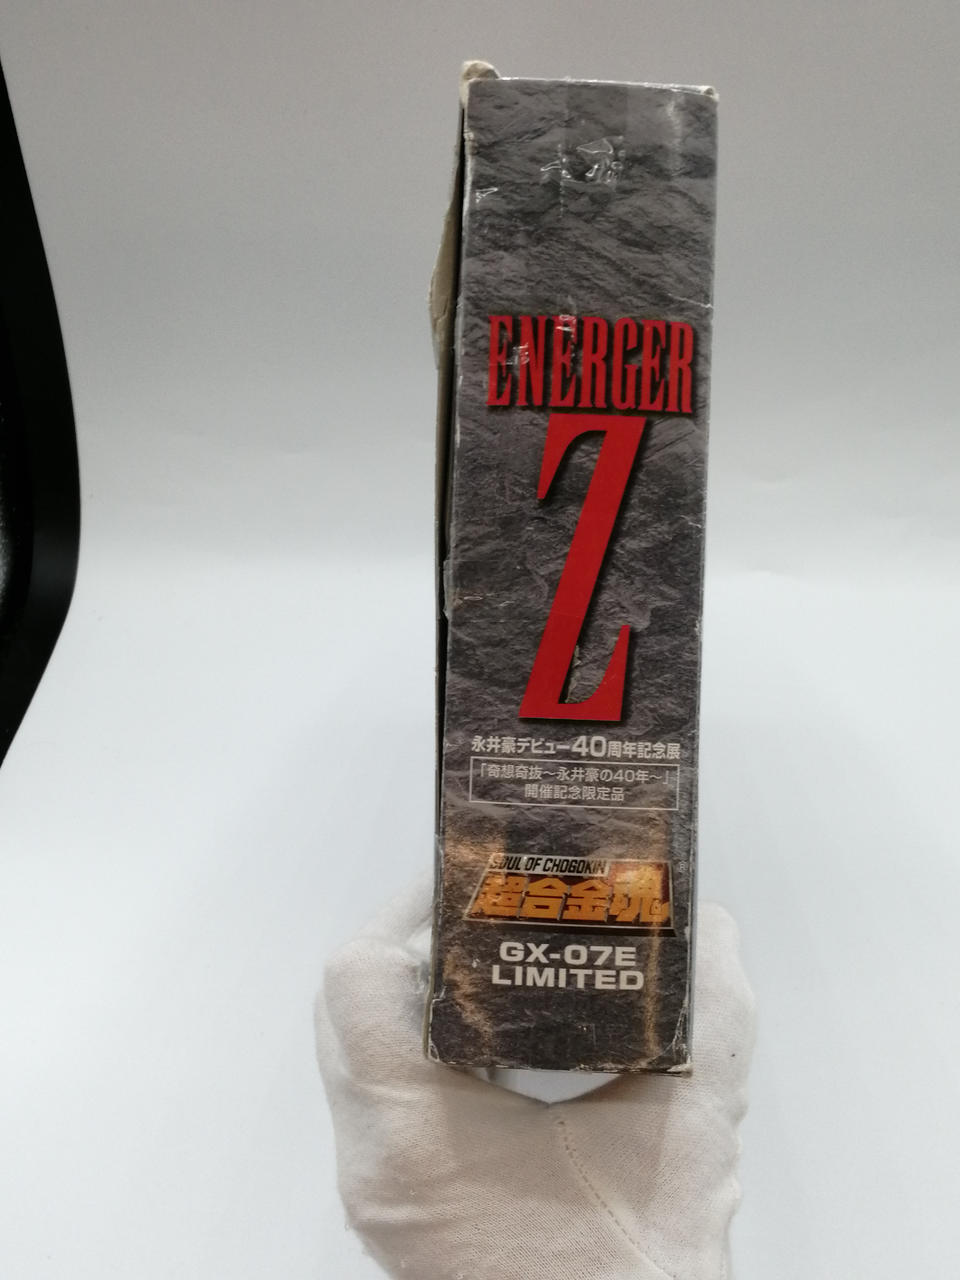 ENERGER
Z
永井豪デビュー40周年記念展
「奇想奇抜～永井豪の40年～」
開催記念限定品
SOUL OF CHOGOKIN
超合金魂
GX-07E
LIMITED